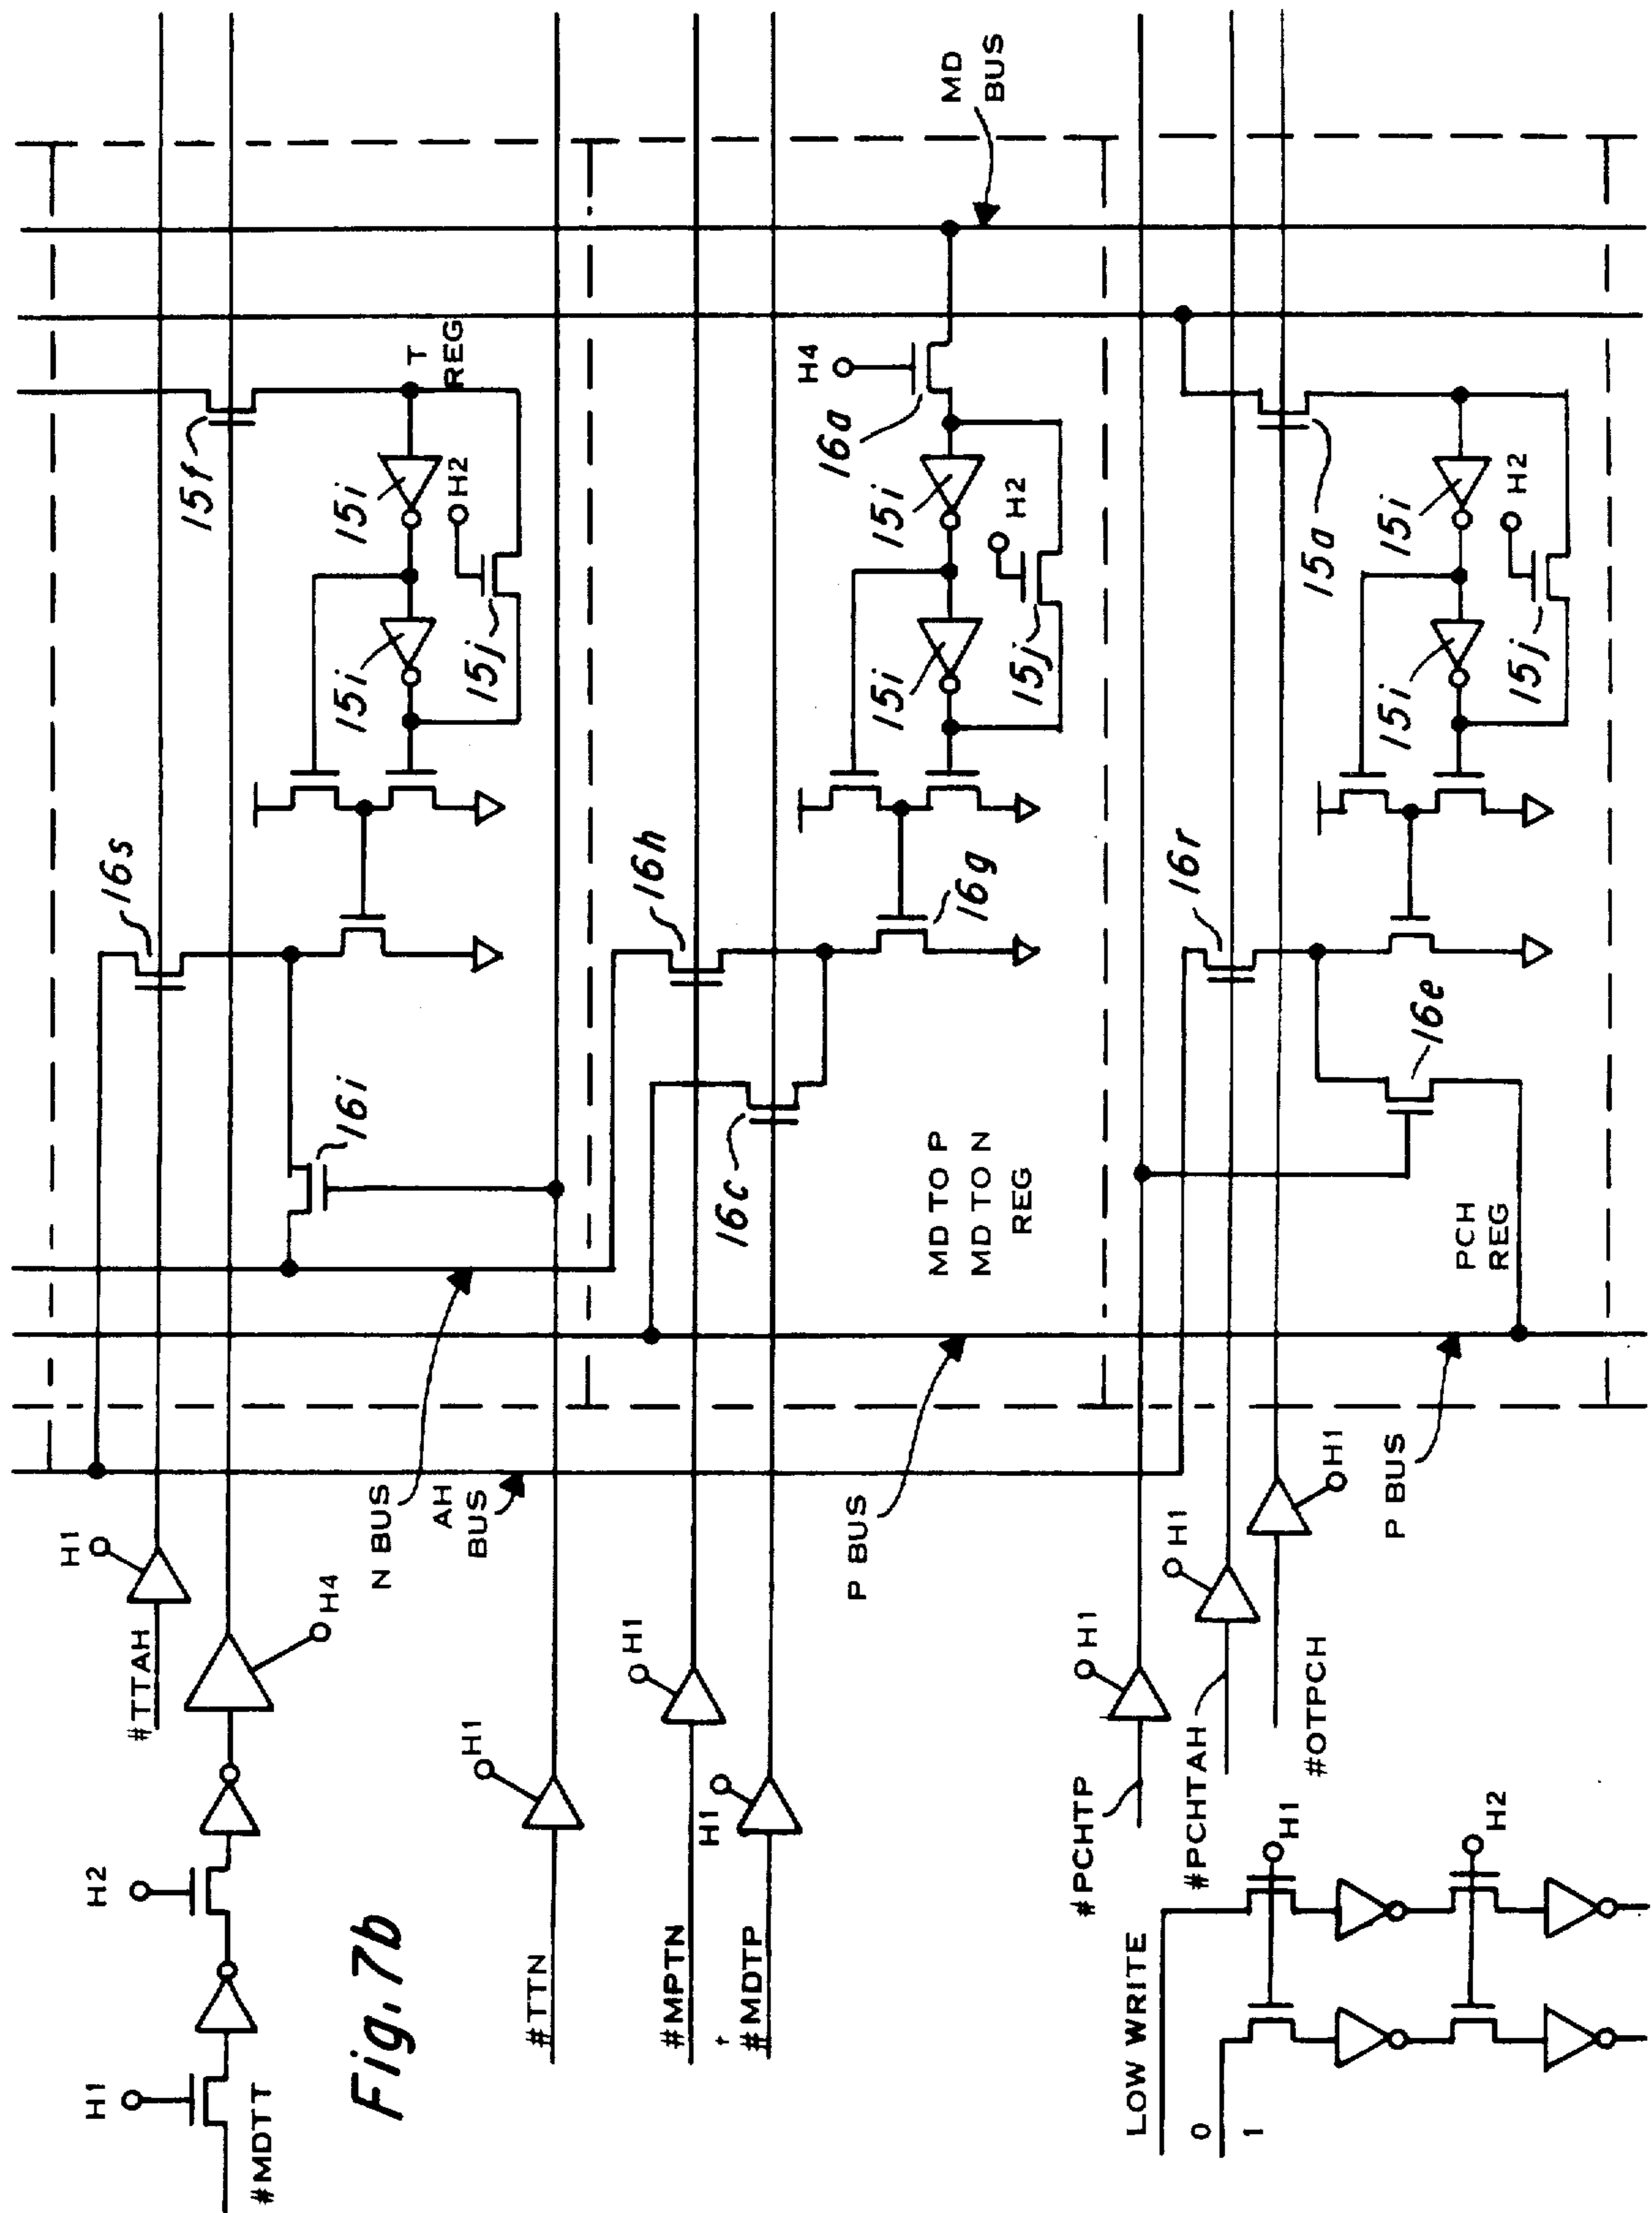 MD
BUS
T
REG
15f
15i
H2
15i
15j
16s
16i
H4
16a
15i
H2
15i
15j
16h
16g
16c
MD TO P
MD TO N
REG
15a
15i
H2
15i
15j
16r
16e
PCH
REG
N BUS
AH
BUS
P BUS
P BUS
H1
#TTAH
H4
H2
H1
#MDTT
H1
#TTN
H1
#MPTN
H1
#MDTP
H1
#PCHTP
H1
#PCHTAH
H1
#OTPCH
LOW WRITE
0
1
H1
H2
Fig. 7b